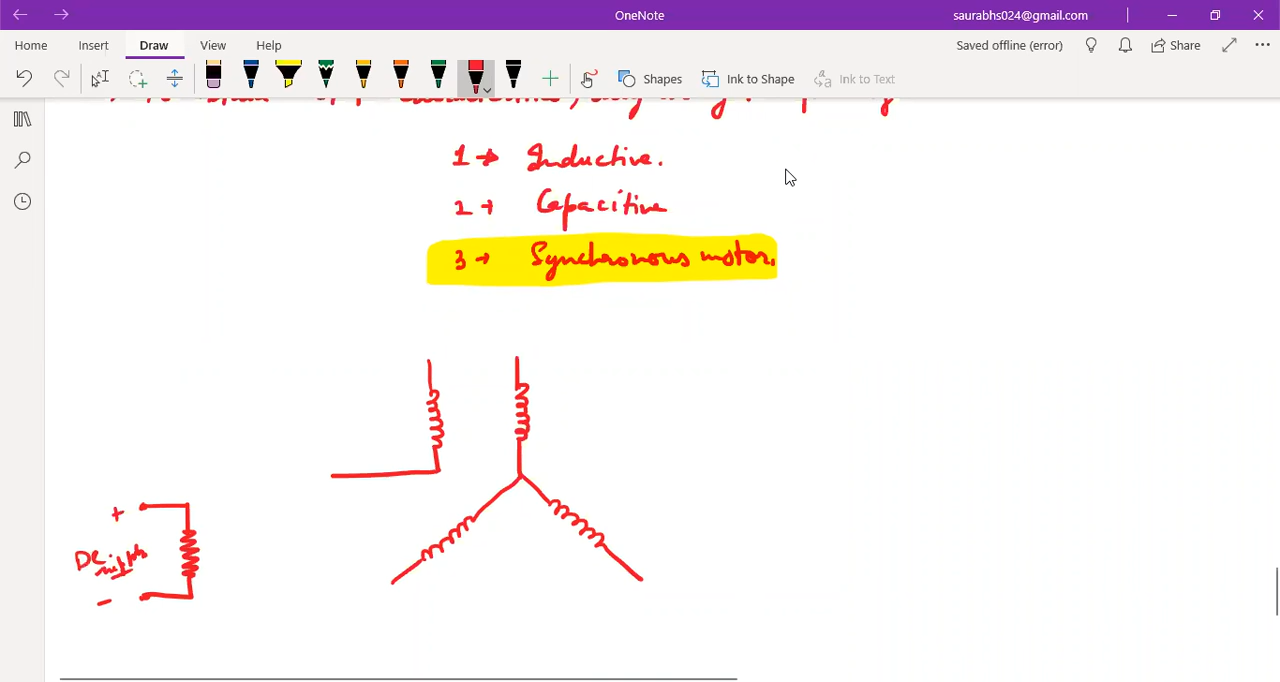 OneNote
saurabhs024@gmail.com
Home Insert Draw View Help
Saved offline (error) Share
Shapes Ink to Shape Ink to Text
1 → Inductive.
2 → Capacitive
3 → Synchronous motor.
+
DC supply
-